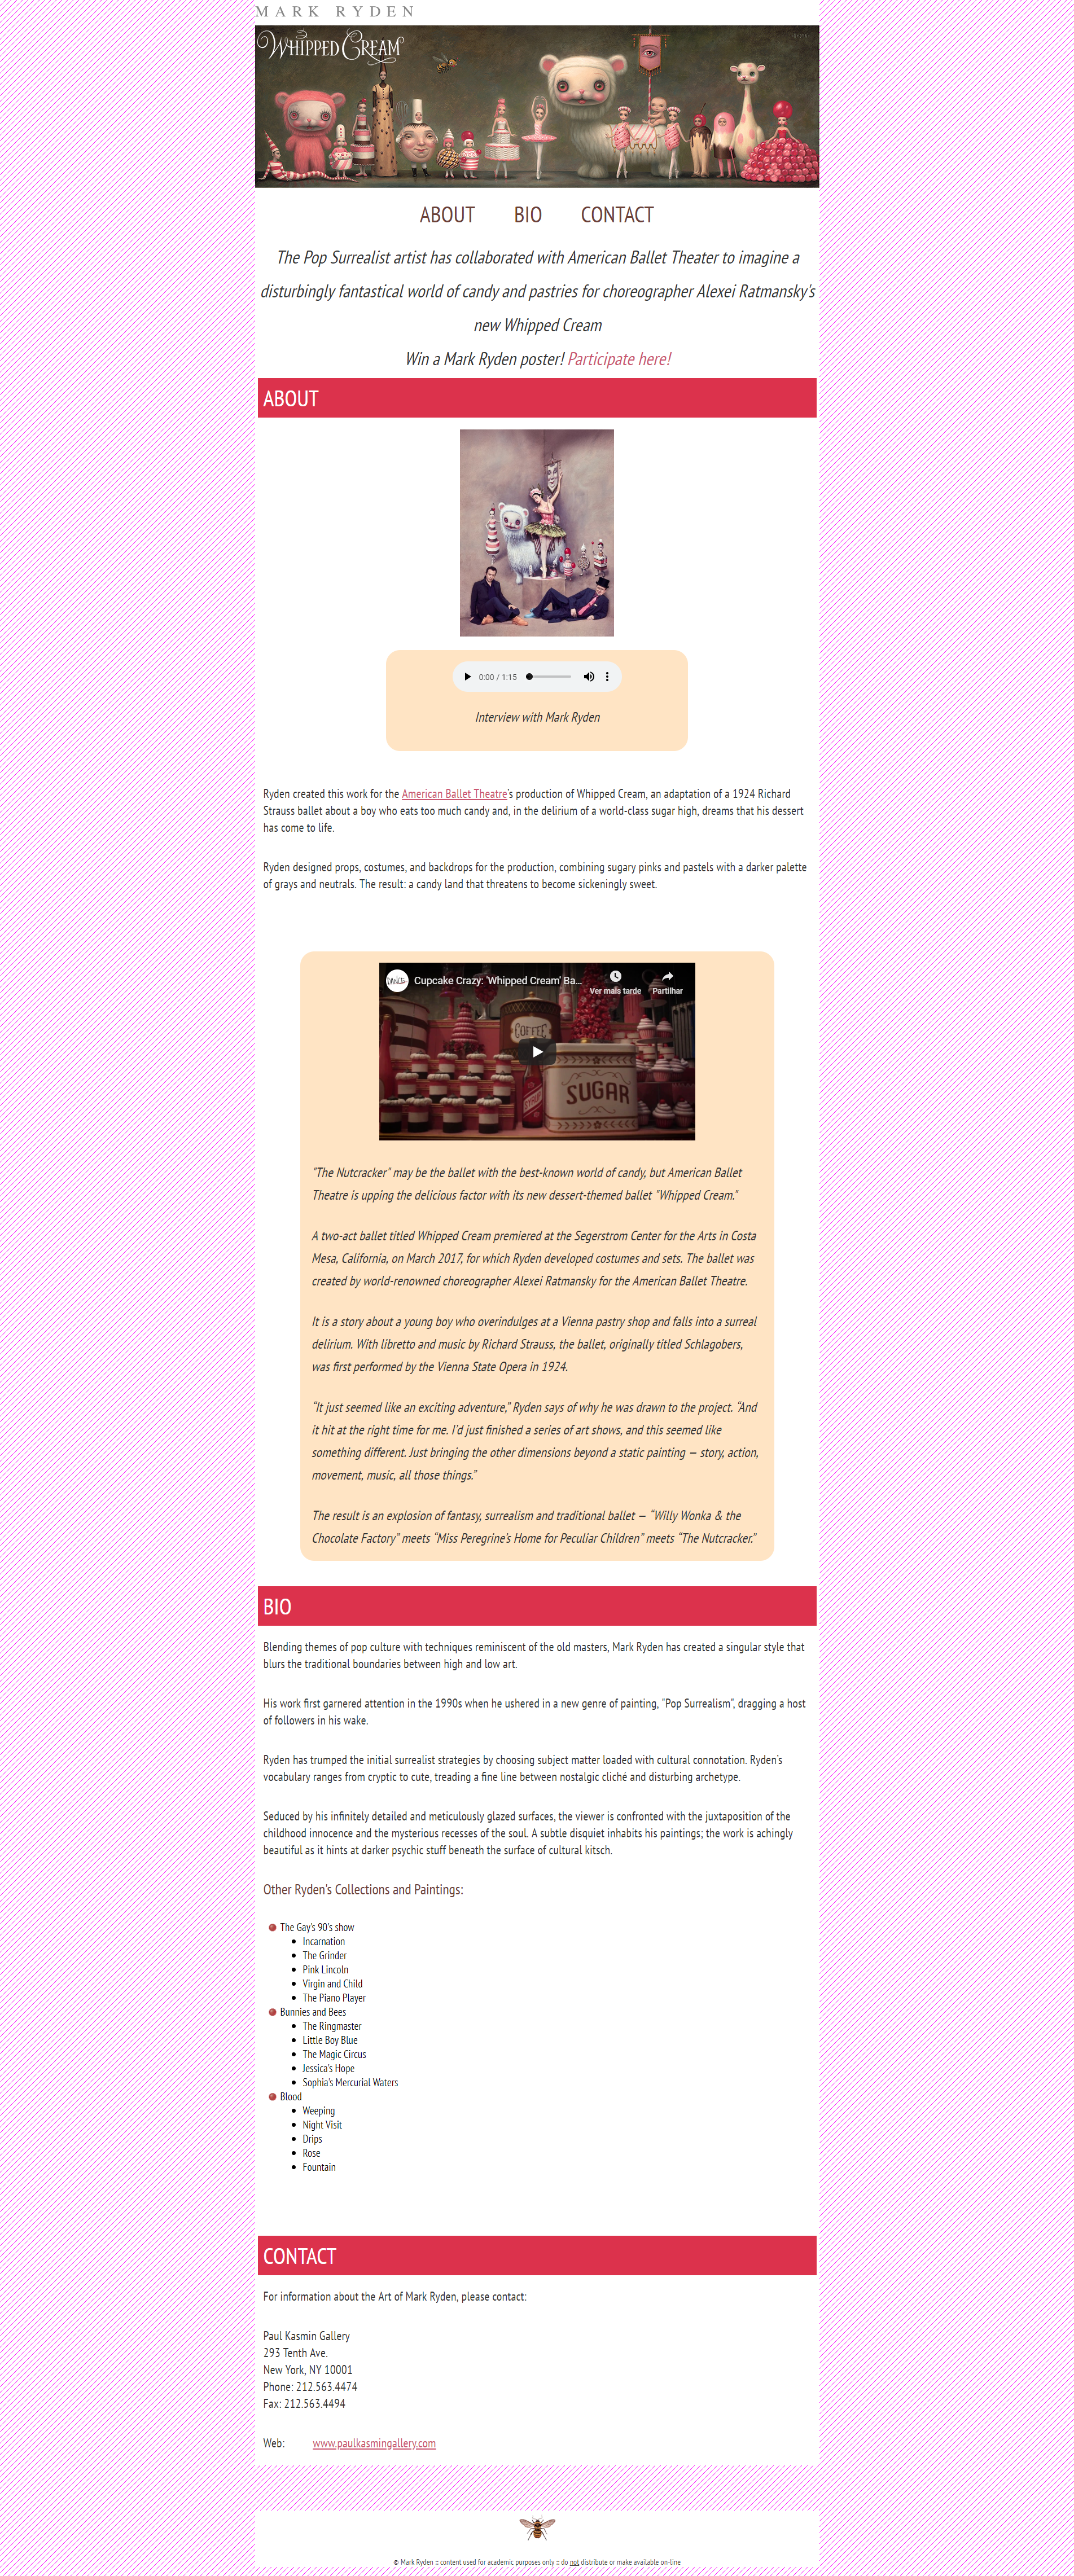 MARK RYDEN
WHIPPED CREAM
ABOUT BIO CONTACT
The Pop Surrealist artist has collaborated with American Ballet Theater to imagine a
disturbingly fantastical world of candy and pastries for choreographer Alexei Ratmansky's
new Whipped Cream
Win a Mark Ryden poster! Participate here!
ABOUT
0:00 / 1:15
Interview with Mark Ryden
Ryden created this work for the American Ballet Theatre's production of Whipped Cream, an adaptation of a 1924 Richard
Strauss ballet about a boy who eats too much candy and, in the delirium of a world-class sugar high, dreams that his dessert
has come to life.
Ryden designed props, costumes, and backdrops for the production, combining sugary pinks and pastels with a darker palette
of grays and neutrals. The result: a candy land that threatens to become sickeningly sweet.
DANCE
Cupcake Crazy: 'Whipped Cream' Ba...
Ver mais tarde
Partilhar
COFFEE
SUGAR
"The Nutcracker" may be the ballet with the best-known world of candy, but American Ballet
Theatre is upping the delicious factor with its new dessert-themed ballet "Whipped Cream."
A two-act ballet titled Whipped Cream premiered at the Segerstrom Center for the Arts in Costa
Mesa, California, on March 2017, for which Ryden developed costumes and sets. The ballet was
created by world-renowned choreographer Alexei Ratmansky for the American Ballet Theatre.
It is a story about a young boy who overindulges at a Vienna pastry shop and falls into a surreal
delirium. With libretto and music by Richard Strauss, the ballet, originally titled Schlagobers,
was first performed by the Vienna State Opera in 1924.
“It just seemed like an exciting adventure,” Ryden says of why he was drawn to the project. “And
it hit at the right time for me. I'd just finished a series of art shows, and this seemed like
something different. Just bringing the other dimensions beyond a static painting — story, action,
movement, music, all those things.”
The result is an explosion of fantasy, surrealism and traditional ballet — “Willy Wonka & the
Chocolate Factory” meets “Miss Peregrine's Home for Peculiar Children” meets “The Nutcracker.”
BIO
Blending themes of pop culture with techniques reminiscent of the old masters, Mark Ryden has created a singular style that
blurs the traditional boundaries between high and low art.
His work first garnered attention in the 1990s when he ushered in a new genre of painting, "Pop Surrealism", dragging a host
of followers in his wake.
Ryden has trumped the initial surrealist strategies by choosing subject matter loaded with cultural connotation. Ryden's
vocabulary ranges from cryptic to cute, treading a fine line between nostalgic cliché and disturbing archetype.
Seduced by his infinitely detailed and meticulously glazed surfaces, the viewer is confronted with the juxtaposition of the
childhood innocence and the mysterious recesses of the soul. A subtle disquiet inhabits his paintings; the work is achingly
beautiful as it hints at darker psychic stuff beneath the surface of cultural kitsch.
Other Ryden's Collections and Paintings:
The Gay's 90's show
Incarnation
The Grinder
Pink Lincoln
Virgin and Child
The Piano Player
Bunnies and Bees
The Ringmaster
Little Boy Blue
The Magic Circus
Jessica's Hope
Sophia's Mercurial Waters
Blood
Weeping
Night Visit
Drips
Rose
Fountain
CONTACT
For information about the Art of Mark Ryden, please contact:
Paul Kasmin Gallery
293 Tenth Ave.
New York, NY 10001
Phone: 212.563.4474
Fax: 212.563.4494
Web: www.paulkasmingallery.com
© Mark Ryden :: content used for academic purposes only :: do not distribute or make available on-line